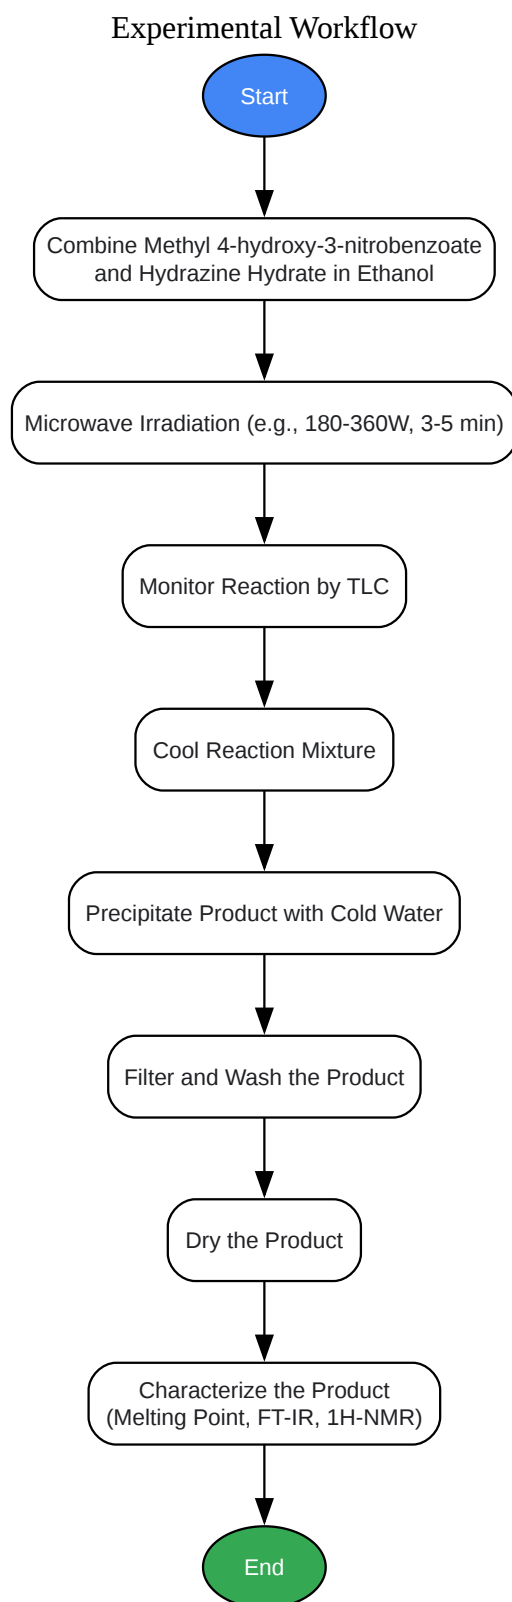 Experimental Workflow
Start
Combine Methyl 4-hydroxy-3-nitrobenzoate
and Hydrazine Hydrate in Ethanol
Microwave Irradiation (e.g., 180-360W, 3-5 min)
Monitor Reaction by TLC
Cool Reaction Mixture
Precipitate Product with Cold Water
Filter and Wash the Product
Dry the Product
Characterize the Product
(Melting Point, FT-IR, 1H-NMR)
End